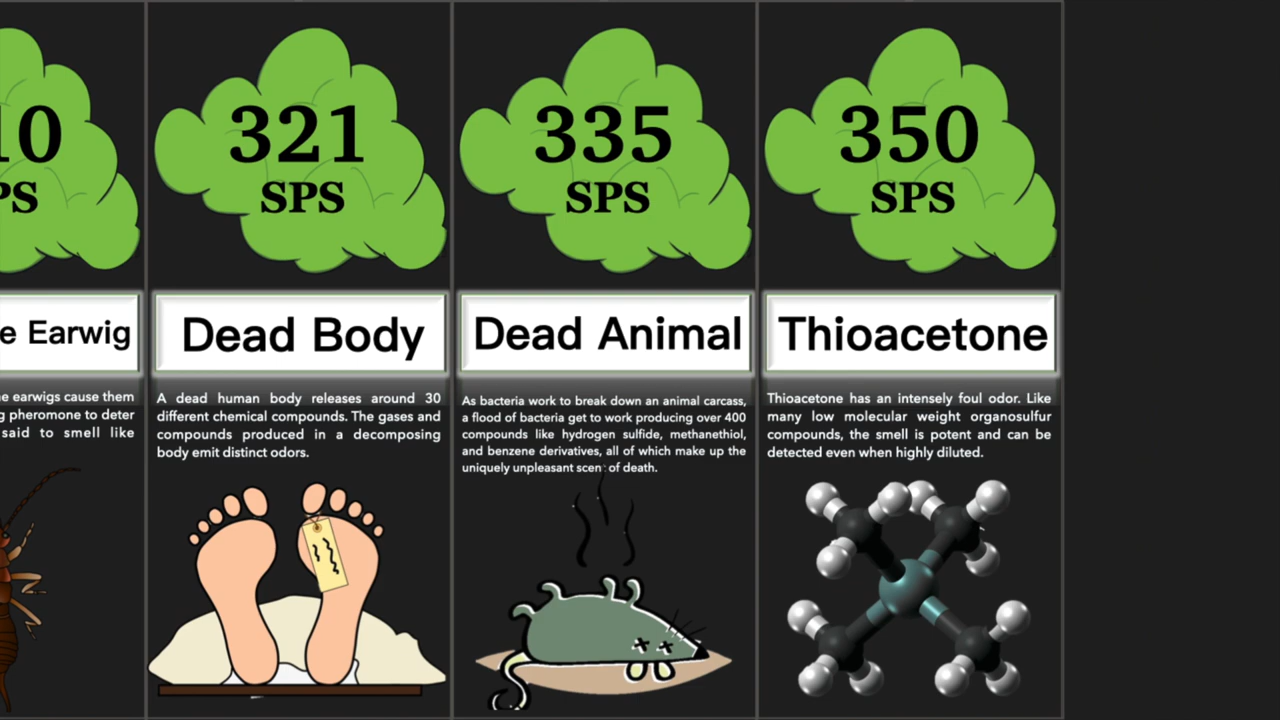 10
PS
e Earwig
e earwigs cause them
g pheromone to deter
said to smell like
321
SPS
Dead Body
A dead human body releases around 30
different chemical compounds. The gases and
compounds produced in a decomposing
body emit distinct odors.
335
SPS
Dead Animal
As bacteria work to break down an animal carcass,
a flood of bacteria get to work producing over 400
compounds like hydrogen sulfide, methanethiol,
and benzene derivatives, all of which make up the
uniquely unpleasant scent of death.
350
SPS
Thioacetone
Thioacetone has an intensely foul odor. Like
many low molecular weight organosulfur
compounds, the smell is potent and can be
detected even when highly diluted.